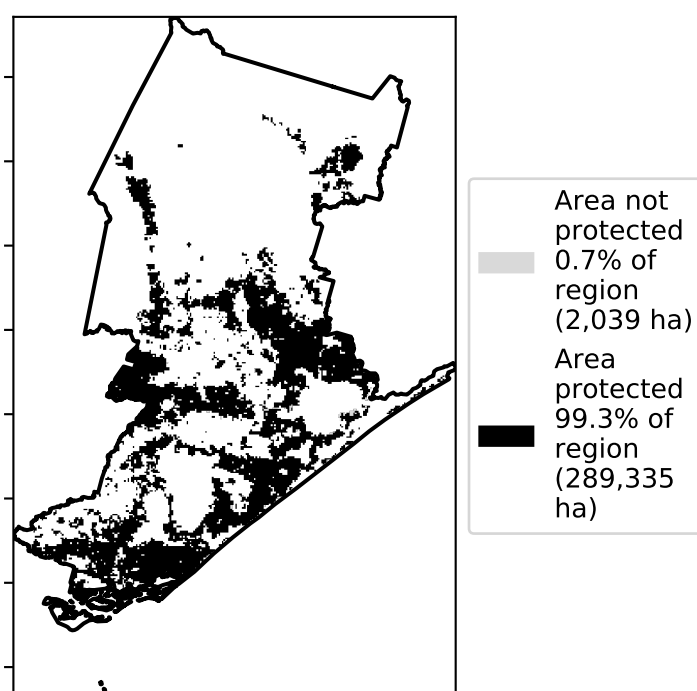 Area not
protected
0.7% of
region
(2,039 ha)
Area
protected
99.3% of
region
(289,335
ha)